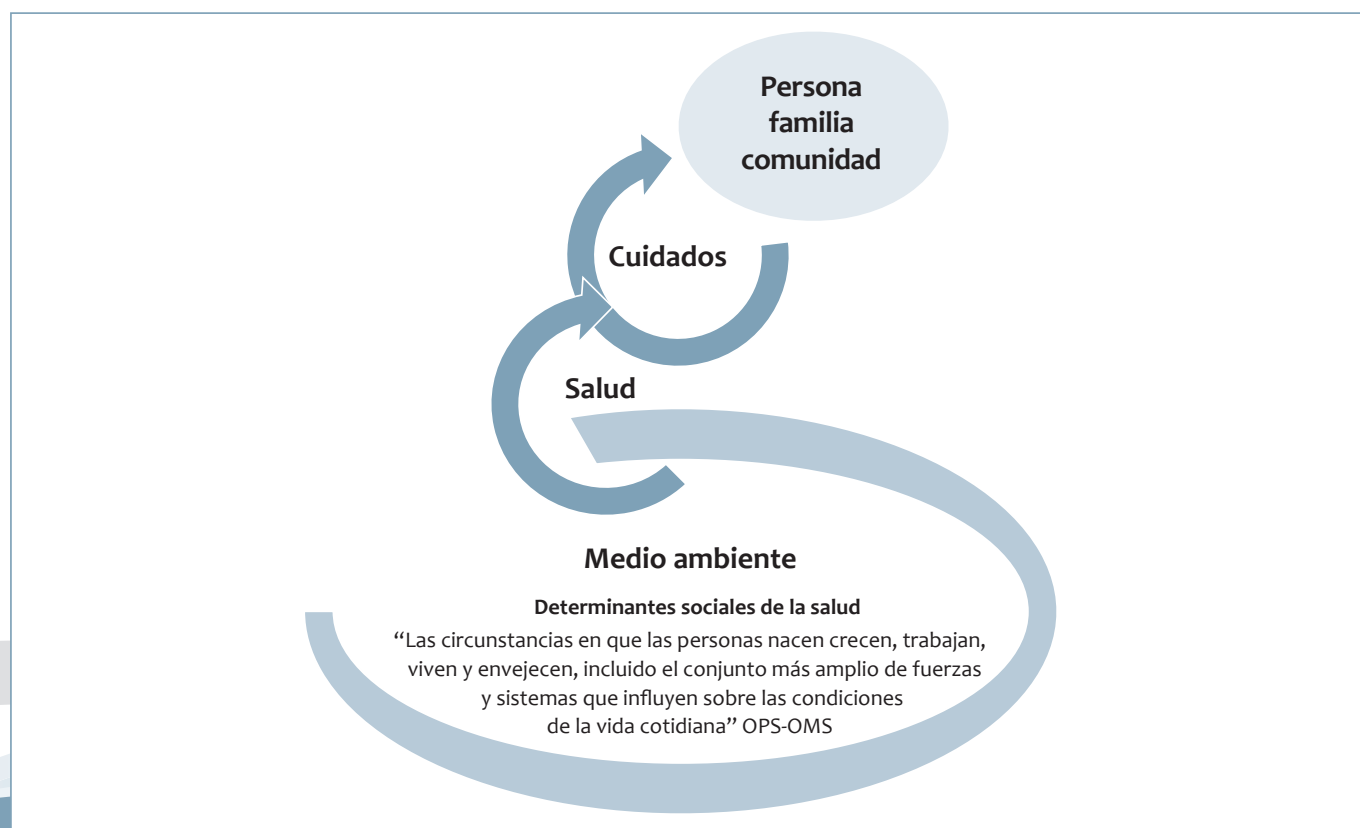 Persona
familia
comunidad
Cuidados
Salud
Medio ambiente
Determinantes sociales de la salud
“Las circunstancias en que las personas nacen crecen, trabajan,
viven y envejecen, incluido el conjunto más amplio de fuerzas
y sistemas que influyen sobre las condiciones
de la vida cotidiana” OPS-OMS